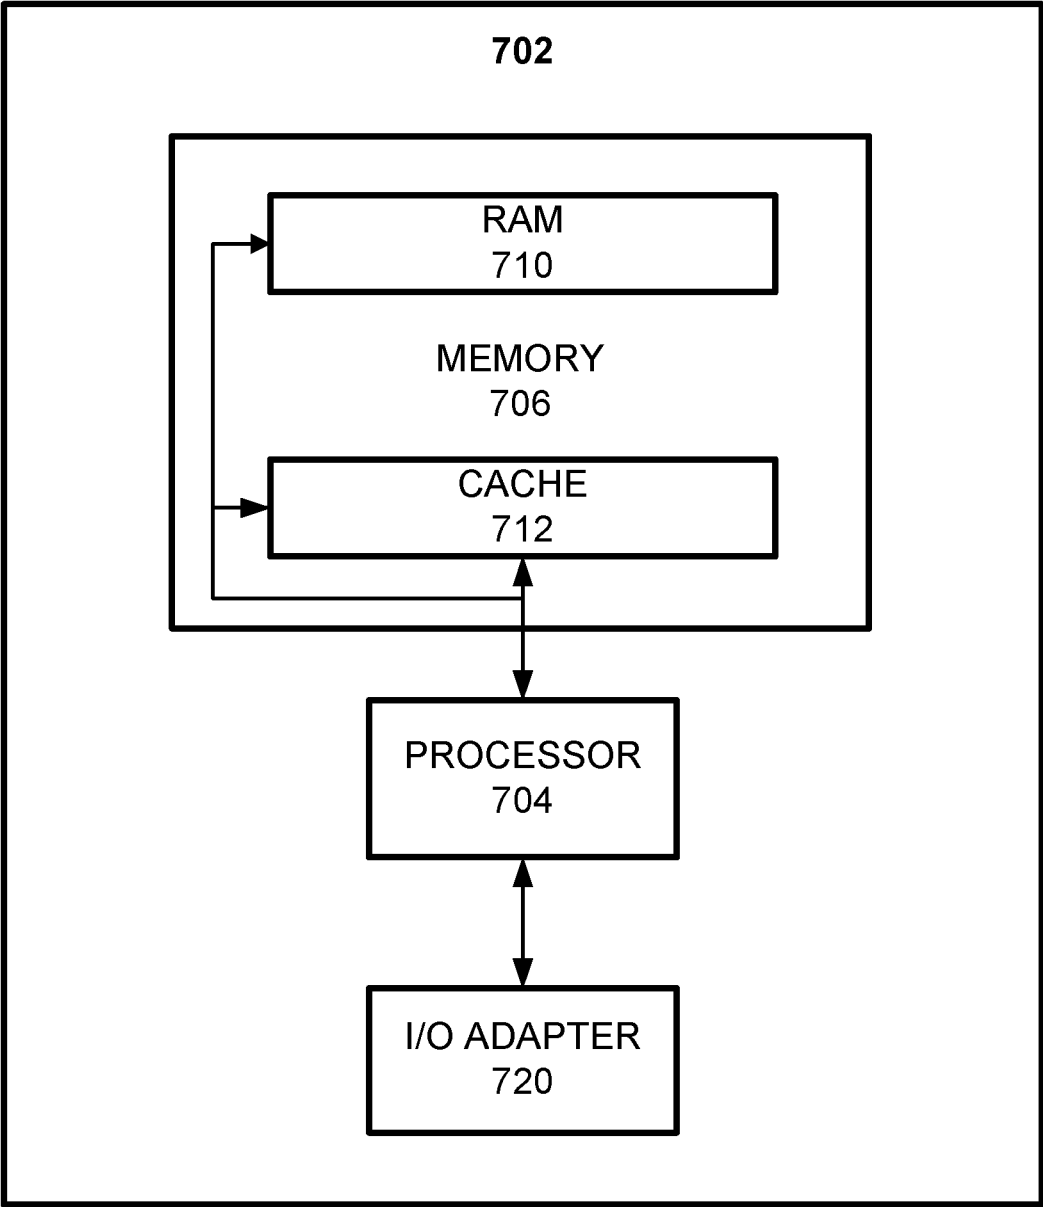 702
RAM
710
MEMORY
706
CACHE
712
PROCESSOR
704
I/O ADAPTER
720